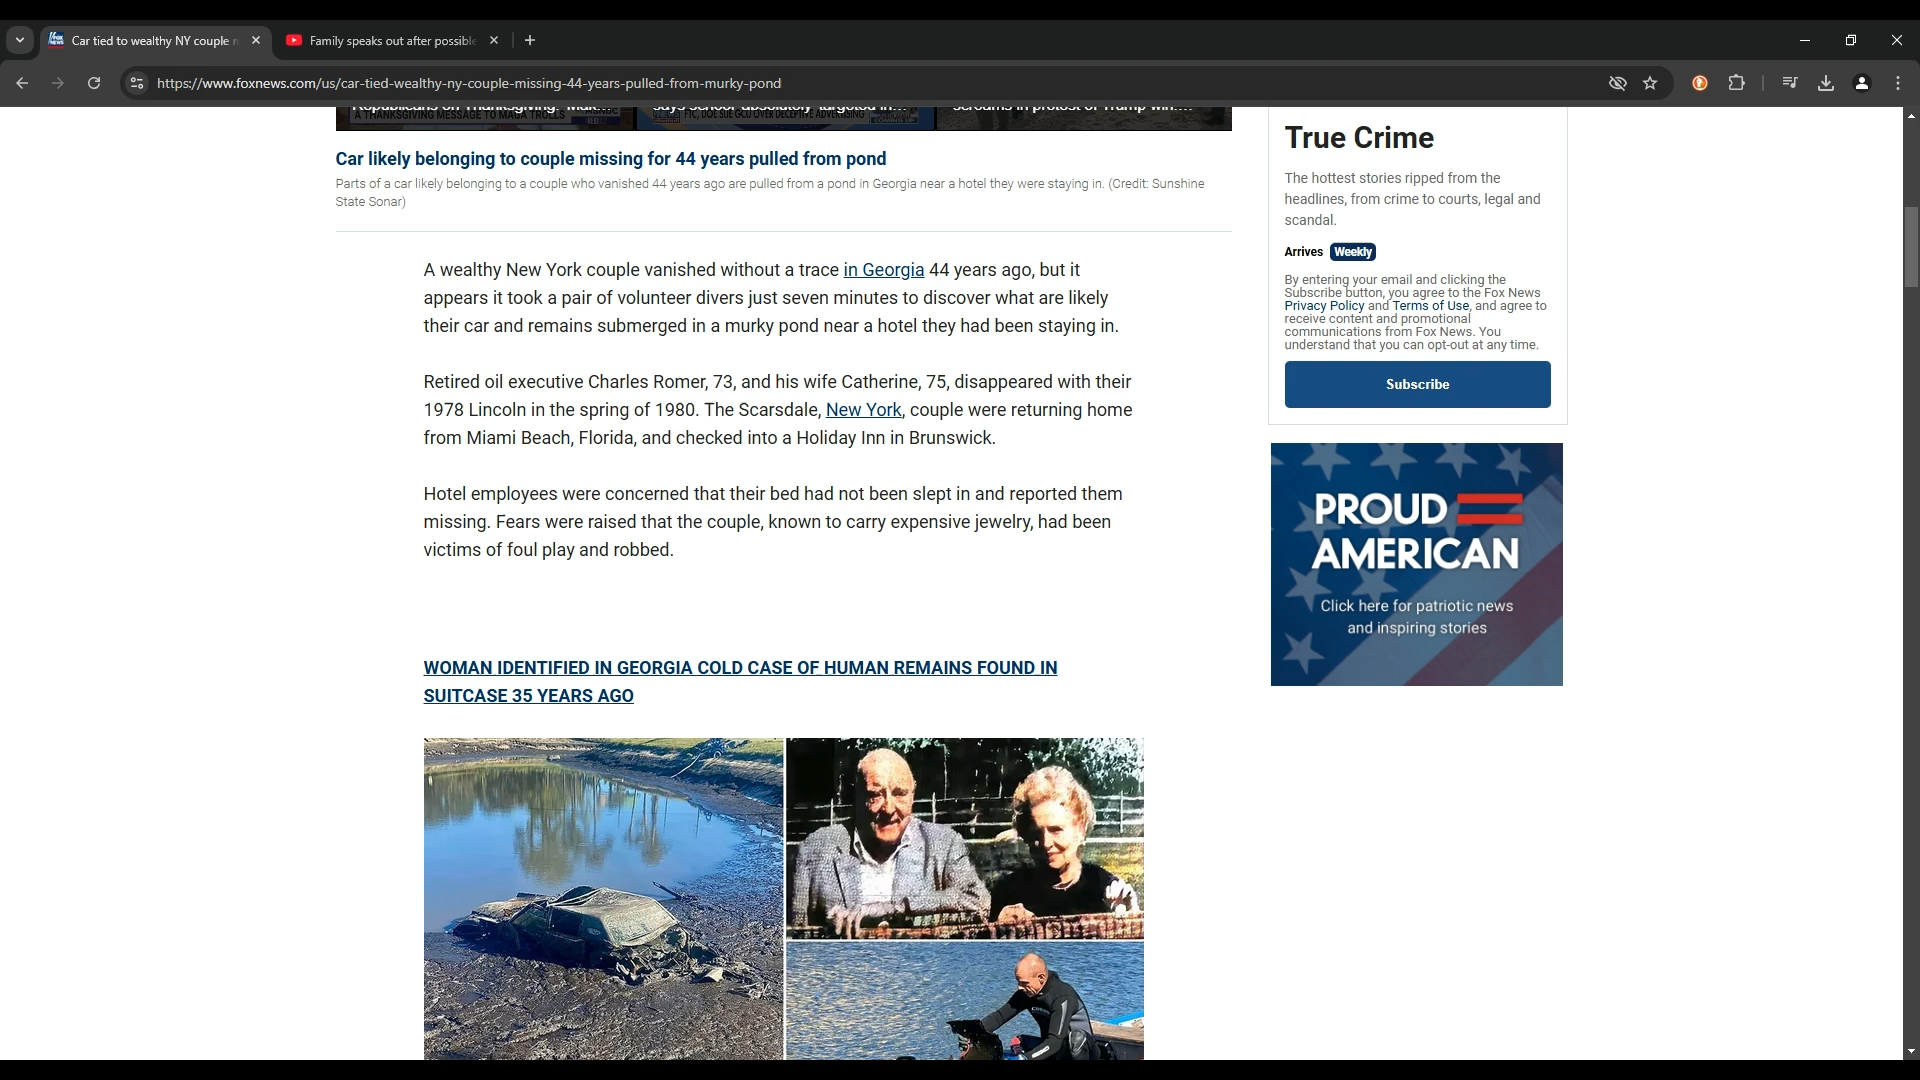 Car tied to wealthy NY couple
Family speaks out after possible
https://www.foxnews.com/us/car-tied-wealthy-ny-couple-missing-44-years-pulled-from-murky-pond
Republicans on Thanksgiving: 'Mak...
says school 'absolutely' targeted in...
screams in protest of Trump win....
A THANKSGIVING MESSAGE TO MAGA TROLLS
FTC, DOE SUE GCU OVER DECEPTIVE ADVERTISING
COMING UP
Car likely belonging to couple missing for 44 years pulled from pond
Parts of a car likely belonging to a couple who vanished 44 years ago are pulled from a pond in Georgia near a hotel they were staying in. (Credit: Sunshine
State Sonar)
A wealthy New York couple vanished without a trace in Georgia 44 years ago, but it
appears it took a pair of volunteer divers just seven minutes to discover what are likely
their car and remains submerged in a murky pond near a hotel they had been staying in.
Retired oil executive Charles Romer, 73, and his wife Catherine, 75, disappeared with their
1978 Lincoln in the spring of 1980. The Scarsdale, New York, couple were returning home
from Miami Beach, Florida, and checked into a Holiday Inn in Brunswick.
Hotel employees were concerned that their bed had not been slept in and reported them
missing. Fears were raised that the couple, known to carry expensive jewelry, had been
victims of foul play and robbed.
WOMAN IDENTIFIED IN GEORGIA COLD CASE OF HUMAN REMAINS FOUND IN
SUITCASE 35 YEARS AGO
True Crime
The hottest stories ripped from the
headlines, from crime to courts, legal and
scandal.
Arrives Weekly
By entering your email and clicking the
Subscribe button, you agree to the Fox News
Privacy Policy and Terms of Use, and agree to
receive content and promotional
communications from Fox News. You
understand that you can opt-out at any time.
Subscribe
PROUD
AMERICAN
Click here for patriotic news
and inspiring stories